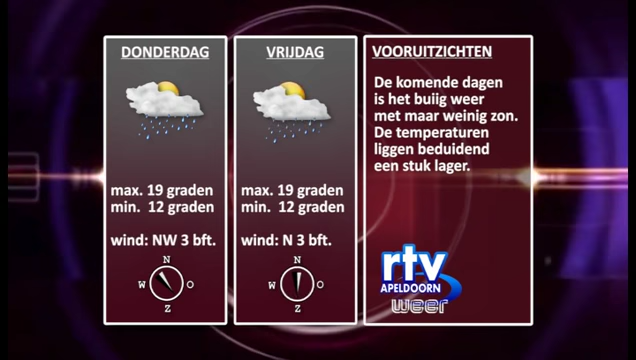 DONDERDAG
max. 19 graden
min. 12 graden
wind: NW 3 bft.
N
W O
Z
VRIJDAG
max. 19 graden
min. 12 graden
wind: N 3 bft.
N
W O
Z
VOORUITZICHTEN
De komende dagen
is het buiig weer
met maar weinig zon.
De temperaturen
liggen beduidend
een stuk lager.
rtv
APELDOORN
weer